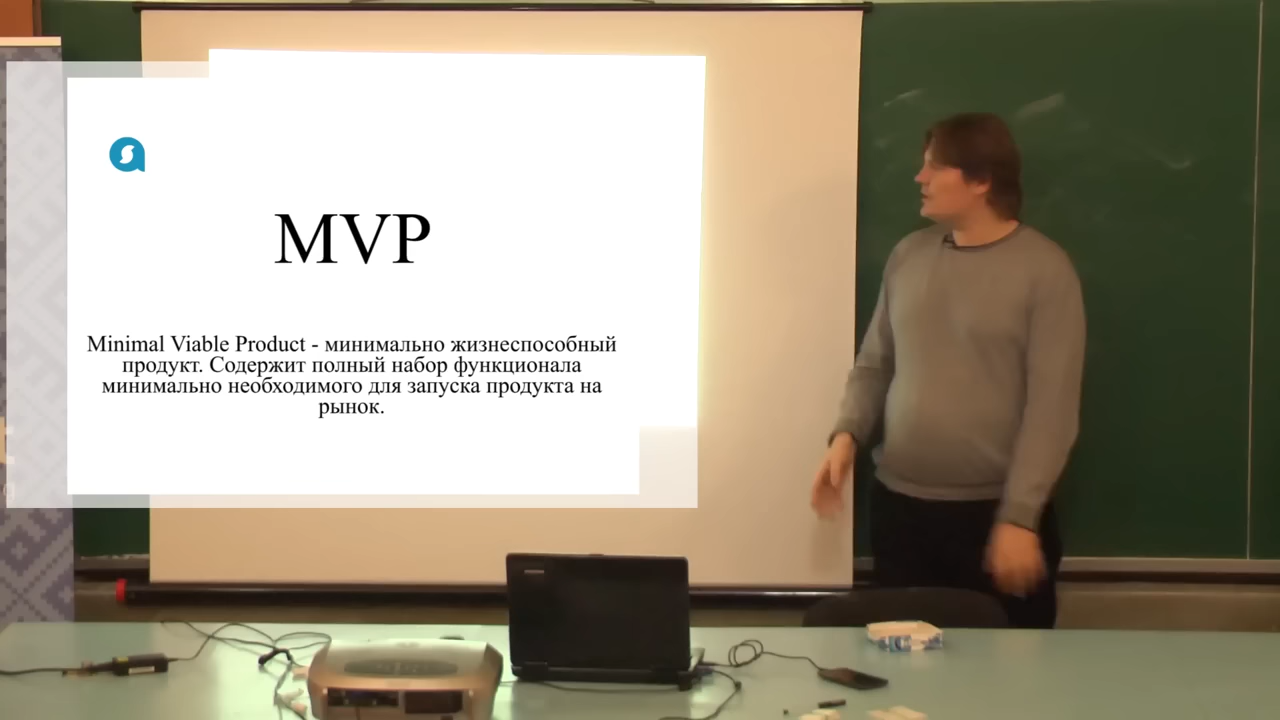 MVP
Minimal Viable Product - минимально жизнеспособный
продукт. Содержит полный набор функционала
минимально необходимого для запуска продукта на
рынок.